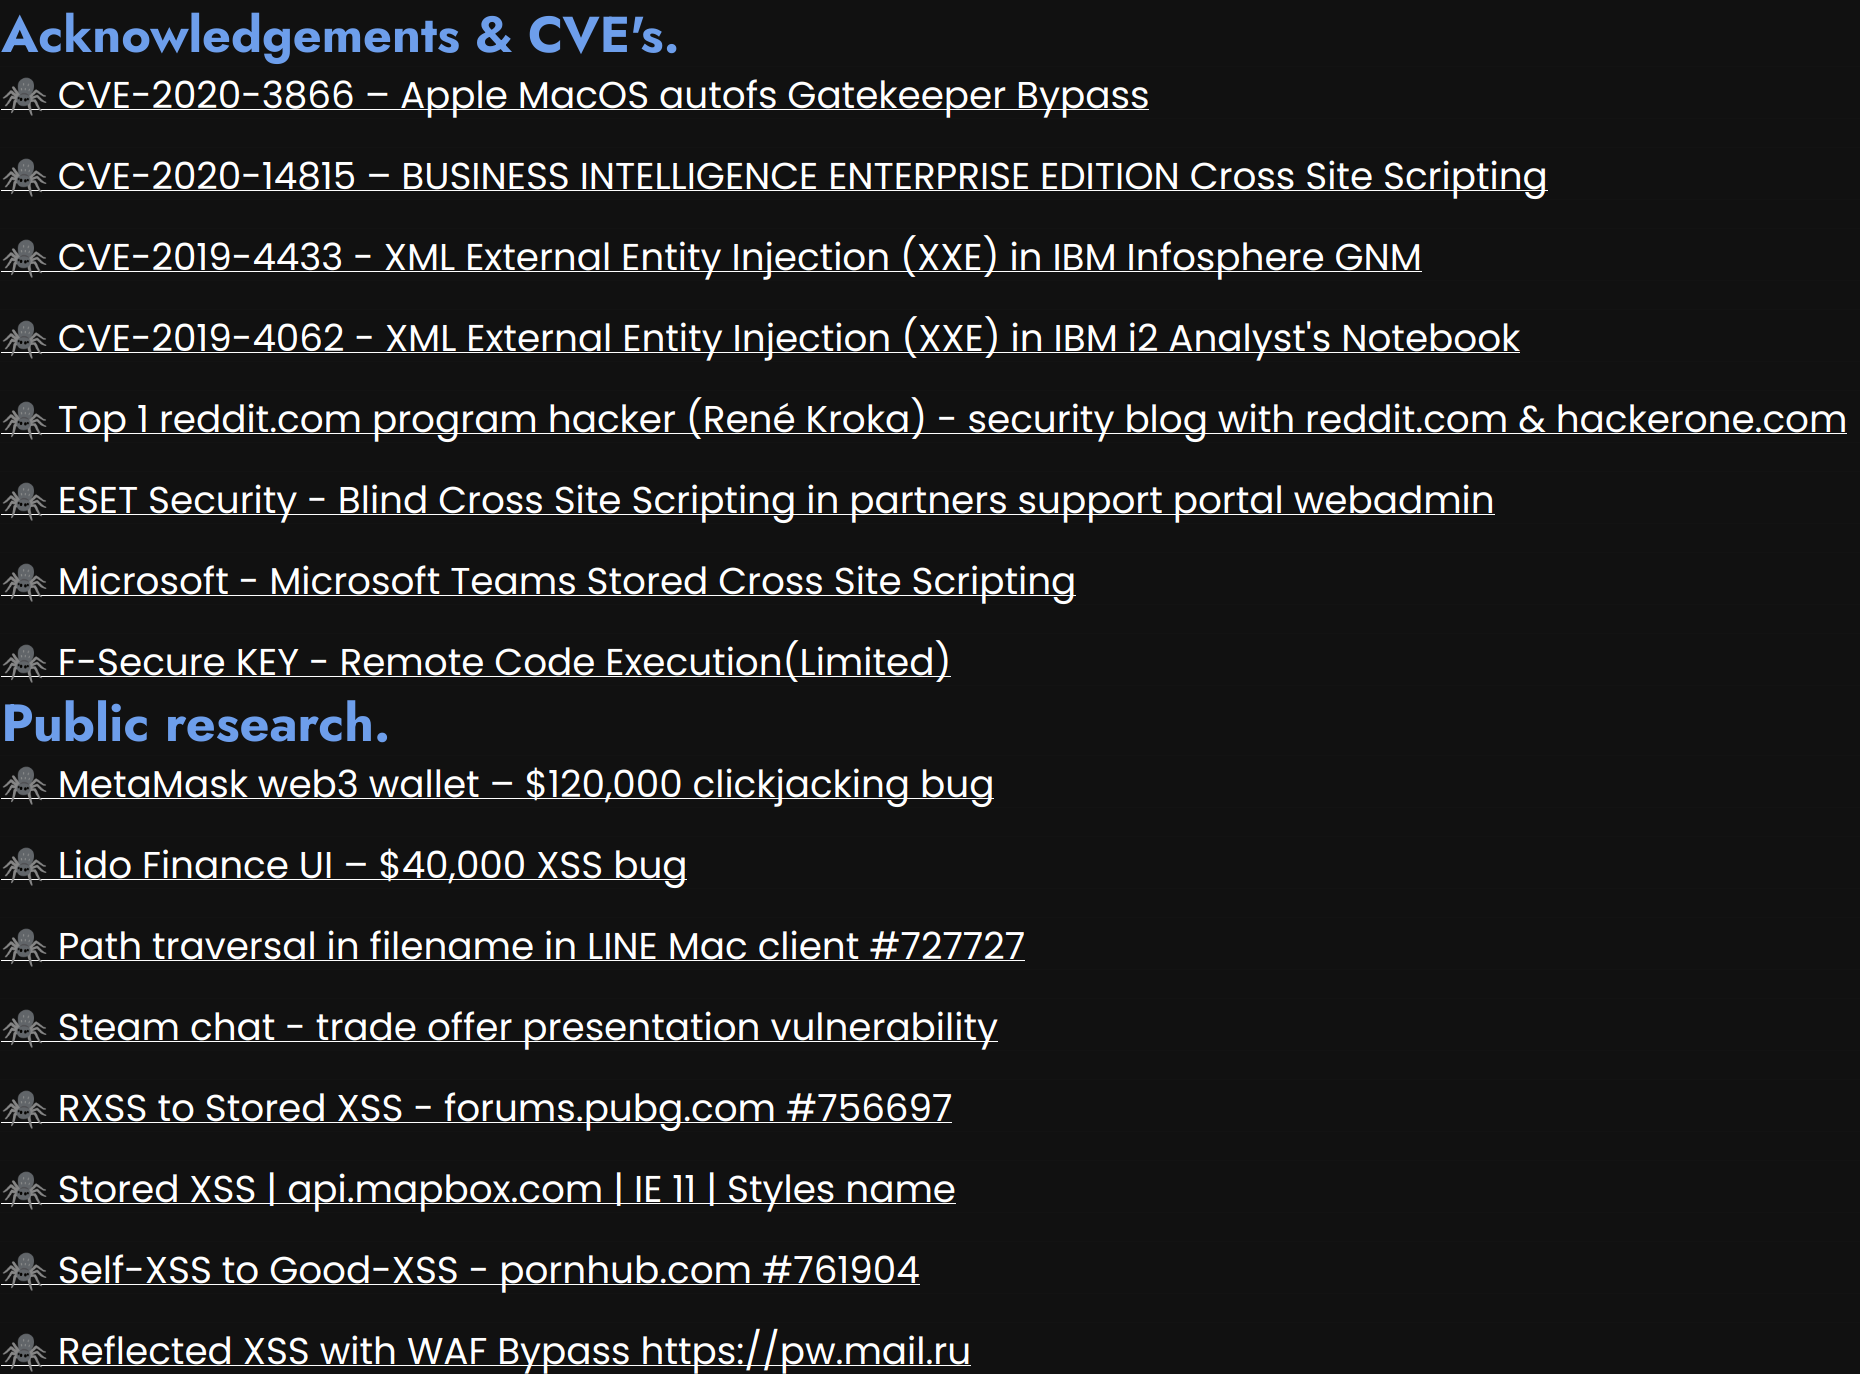 Acknowledgements & CVE's.
🕷 CVE-2020-3866 – Apple MacOS autofs Gatekeeper Bypass
🕷 CVE-2020-14815 – BUSINESS INTELLIGENCE ENTERPRISE EDITION Cross Site Scripting
🕷 CVE-2019-4433 - XML External Entity Injection (XXE) in IBM Infosphere GNM
🕷 CVE-2019-4062 - XML External Entity Injection (XXE) in IBM i2 Analyst's Notebook
🕷 Top 1 reddit.com program hacker (René Kroka) - security blog with reddit.com & hackerone.com
🕷 ESET Security - Blind Cross Site Scripting in partners support portal webadmin
🕷 Microsoft - Microsoft Teams Stored Cross Site Scripting
🕷 F-Secure KEY - Remote Code Execution(Limited)
Public research.
🕷 MetaMask web3 wallet – $120,000 clickjacking bug
🕷 Lido Finance UI – $40,000 XSS bug
🕷 Path traversal in filename in LINE Mac client #727727
🕷 Steam chat - trade offer presentation vulnerability
🕷 RXSS to Stored XSS - forums.pubg.com #756697
🕷 Stored XSS | api.mapbox.com | IE 11 | Styles name
🕷 Self-XSS to Good-XSS - pornhub.com #761904
🕷 Reflected XSS with WAF Bypass https://pw.mail.ru